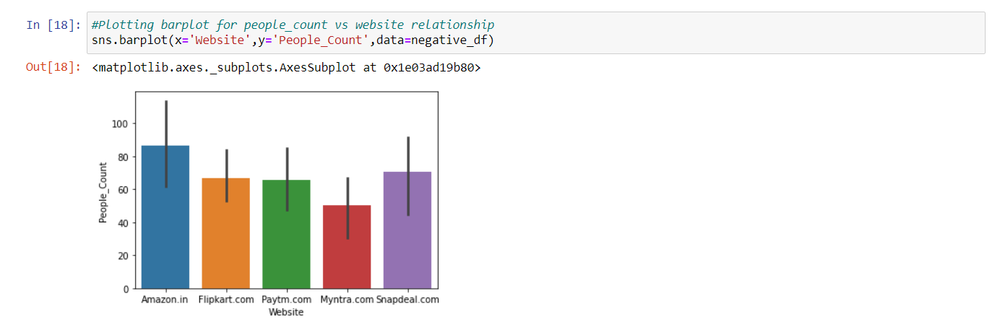 In [18]: #Plotting barplot for people_count vs website relationship
sns.barplot(x='Website',y='People_Count',data=negative_df)
Out[18]: <matplotlib.axes._subplots.AxesSubplot at 0x1e03ad19b80>
100
80
60
40
20
0
People_Count
Amazon.in Flipkart.com Paytm.com Myntra.com Snapdeal.com
Website